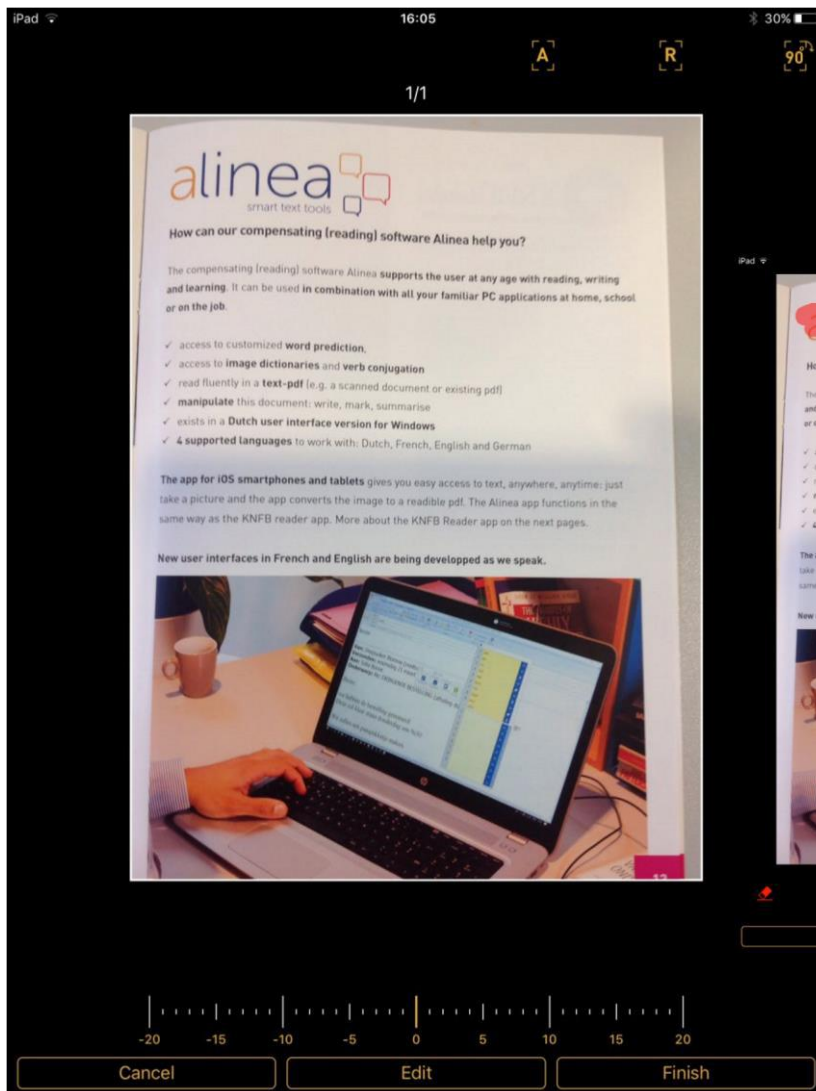 iPad
16:05
30%
A
R
90°
1/1
alinea
smart text tools
How can our compensating (reading) software Alinea help you?
The compensating (reading) software Alinea supports the user at any age with reading, writing
and learning. It can be used in combination with all your familiar PC applications at home, school
or on the job.
✓ access to customized word prediction,
✓ access to image dictionaries and verb conjugation
✓ read fluently in a text-pdf (e.g. a scanned document or existing pdf)
✓ manipulate this document: write, mark, summarise
✓ exists in a Dutch user interface version for Windows
✓ 4 supported languages to work with: Dutch, French, English and German
The app for iOS smartphones and tablets gives you easy access to text, anywhere, anytime: just
take a picture and the app converts the image to a readible pdf. The Alinea app functions in the
same way as the KNFB reader app. More about the KNFB Reader app on the next pages.
New user interfaces in French and English are being developped as we speak.
iPad
-20 -15 -10 -5 0 5 10 15 20
Cancel
Edit
Finish